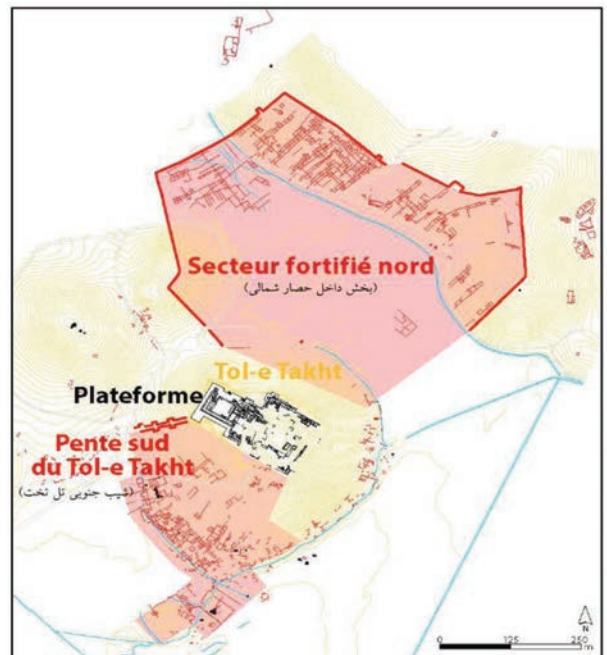 Secteur fortifié nord
(بخش داخل حصار شمالی)
Tol-e Takht
Plateforme
Pente sud
du Tol-e Takht
(شیب جنوبی تل تخت)
N
0 125 250
m